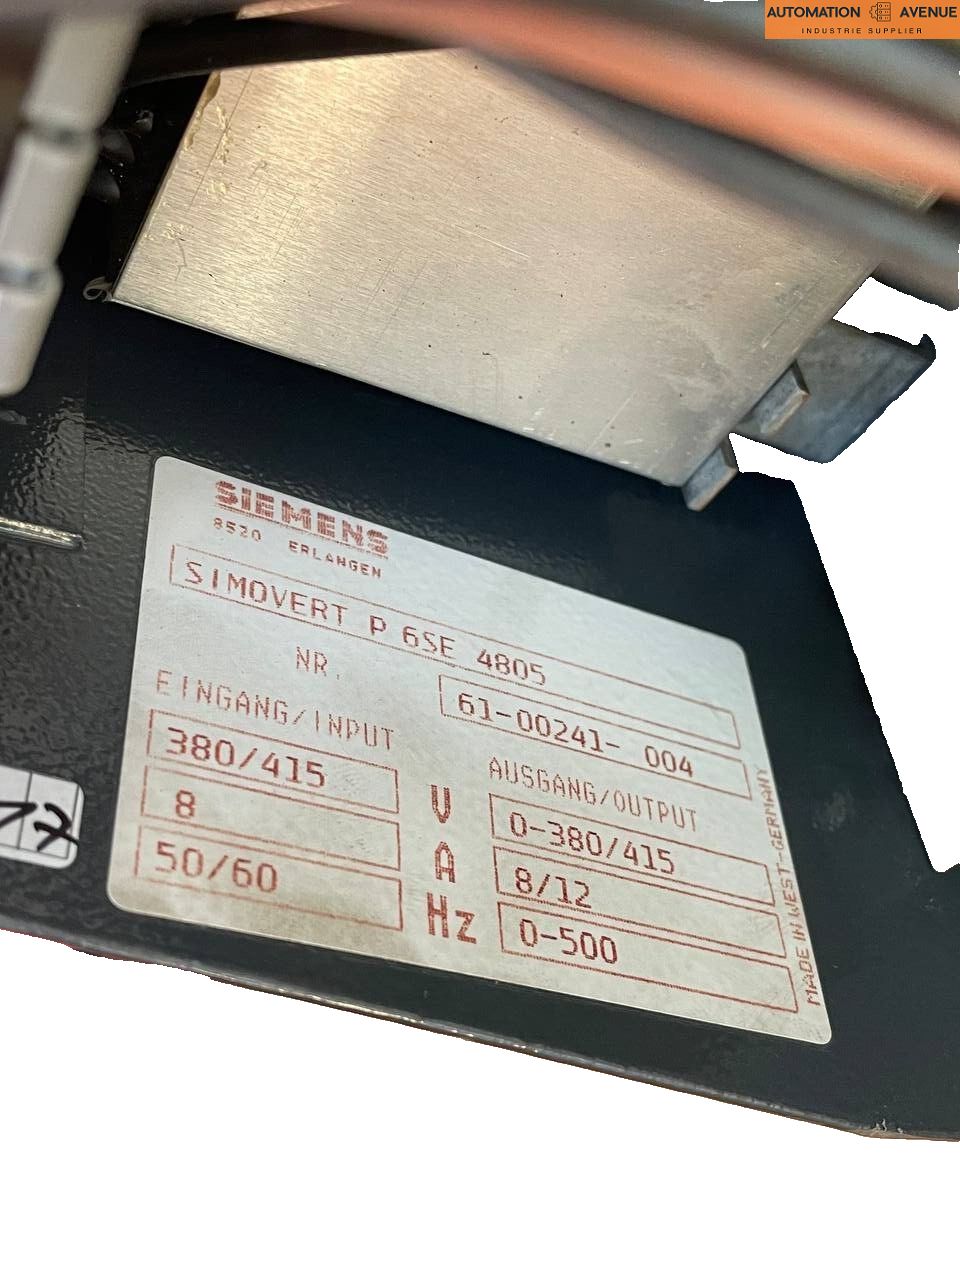 AUTOMATION AVENUE
INDUSTRIE SUPPLIER
SIEMENS
8520 ERLANGEN
SIMOVERT P 6SE 4805
NR. 61-00241- 004
EINGANG/INPUT AUSGANG/OUTPUT
380/415 V 0-380/415
8 A 8/12
50/60 Hz 0-500
MADE IN WEST-GERMANY